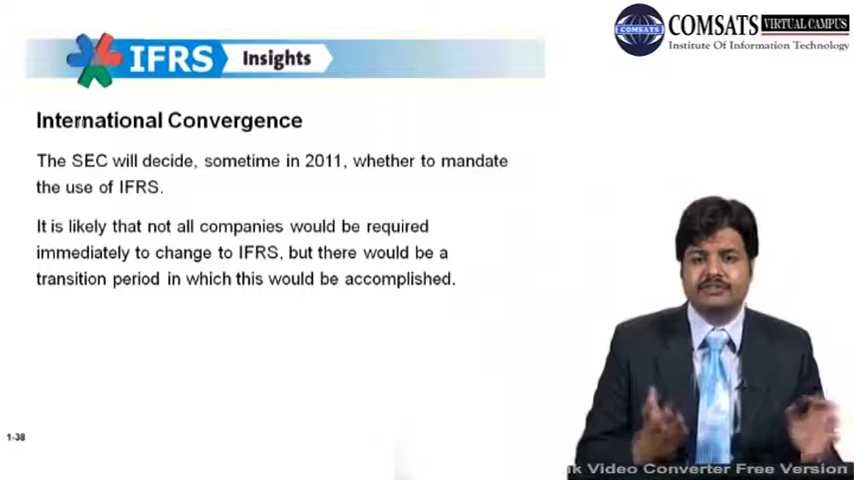 COMSATS VIRTUAL CAMPUS
COMSATS
Institute Of Information Technology
IFRS Insights
International Convergence
The SEC will decide, sometime in 2011, whether to mandate
the use of IFRS.
It is likely that not all companies would be required
immediately to change to IFRS, but there would be a
transition period in which this would be accomplished.
1-38
Video Converter Free Version